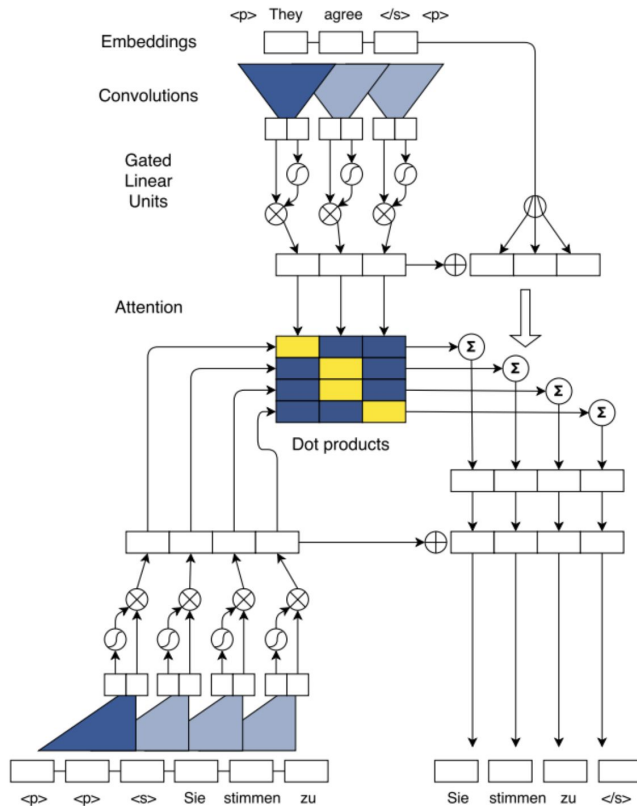 <p> They agree </s> <p>
Embeddings
Convolutions
Gated
Linear
Units
Attention
Σ
Σ
Σ
Σ
Dot products
<p> <p> <s> Sie stimmen zu
Sie stimmen zu </s>